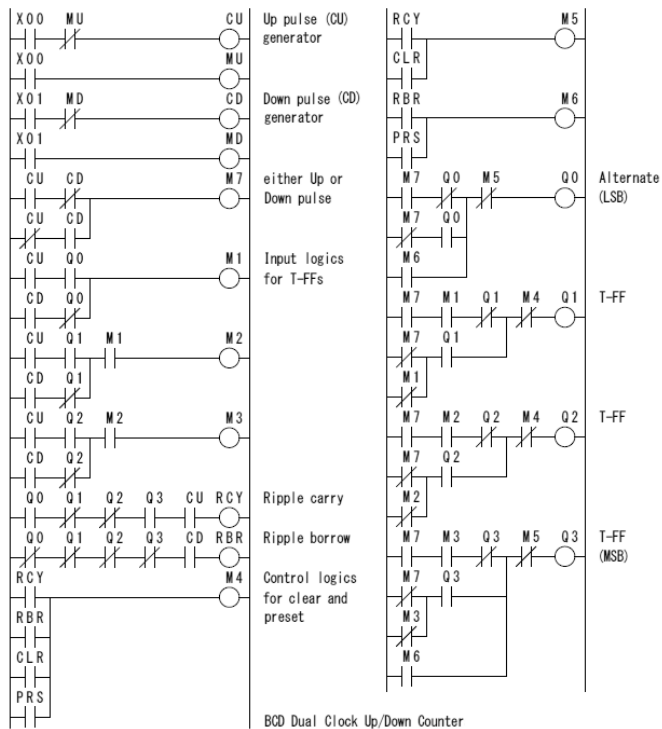 X00 MU CU Up pulse (CU)
generator
X00 MU
X01 MD CD Down pulse (CD)
generator
X01 MD
CU CD M7 either Up or
Down pulse
CU CD
CU Q0 M1 Input logics
for T-FFs
CD Q0
CU Q1 M1 M2
CD Q1
CU Q2 M2 M3
CD Q2
Q0 Q1 Q2 Q3 CU RCY Ripple carry
Q0 Q1 Q2 Q3 CD RBR Ripple borrow
RCY M4 Control logics
for clear and
preset
RBR
CLR
PRS
RCY M5
CLR
RBR M6
PRS
M7 Q0 M5 Q0 Alternate
(LSB)
M7 Q0
M6
M7 M1 Q1 M4 Q1 T-FF
M7 Q1
M1
M7 M2 Q2 M4 Q2 T-FF
M7 Q2
M2
M7 M3 Q3 M5 Q3 T-FF
(MSB)
M7 Q3
M3
M6
BCD Dual Clock Up/Down Counter